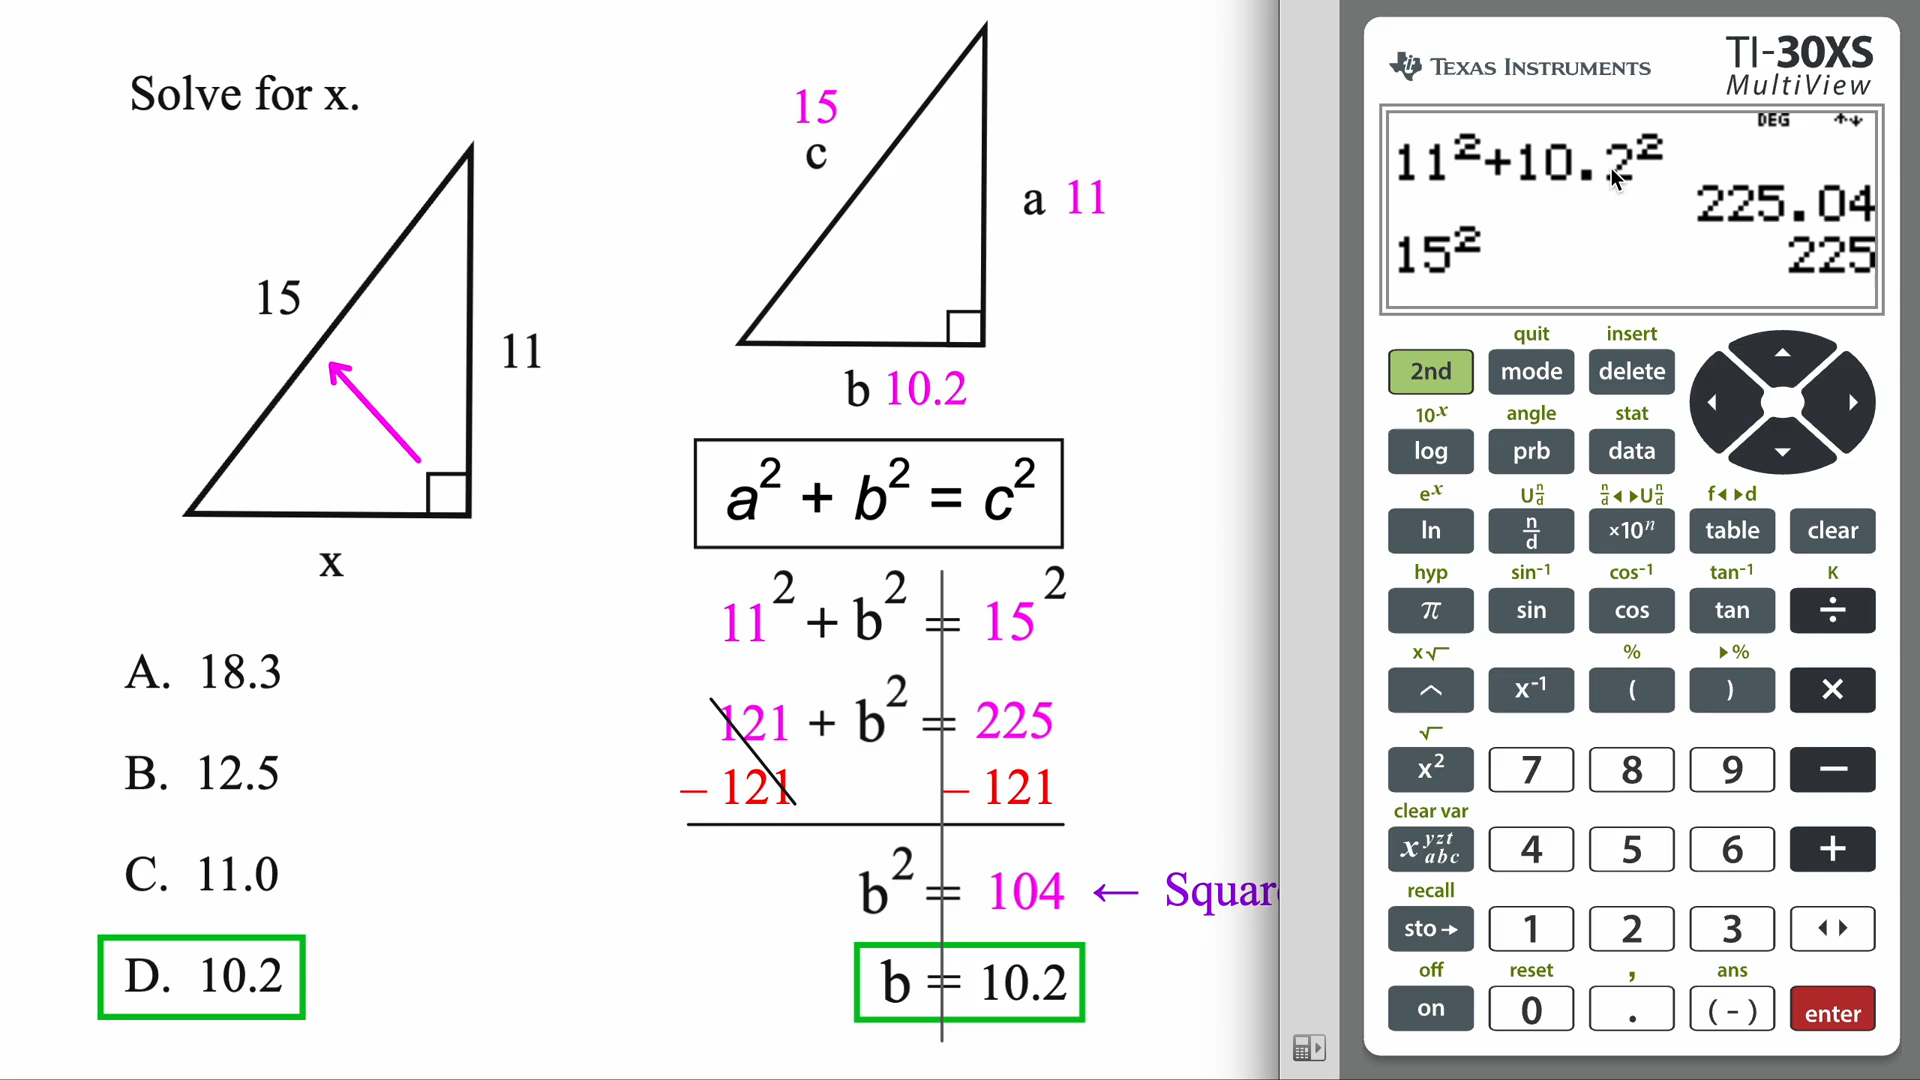 Solve for x.
15
11
x
A. 18.3
B. 12.5
C. 11.0
D. 10.2
15
c
a 11
b 10.2
a² + b² = c²
11² + b² = 15²
121 + b² = 225
– 121 – 121
b² = 104 ← Squar
b = 10.2
TEXAS INSTRUMENTS
TI-30XS
MultiView
DEG
11²+10.2²
225.04
15²
225
quit insert
2nd mode delete
10ˣ angle stat
log prb data
eˣ U n/d n/d ◂▸U n/d f◂▸d
ln n/d ×10ⁿ table clear
hyp sin⁻¹ cos⁻¹ tan⁻¹ K
π sin cos tan ÷
x√ % ▸%
^ x⁻¹ ( ) ×
√
x² 7 8 9 −
clear var
x yzt abc 4 5 6 +
recall
sto→ 1 2 3 ◂▸
off reset , ans
on 0 . (-) enter